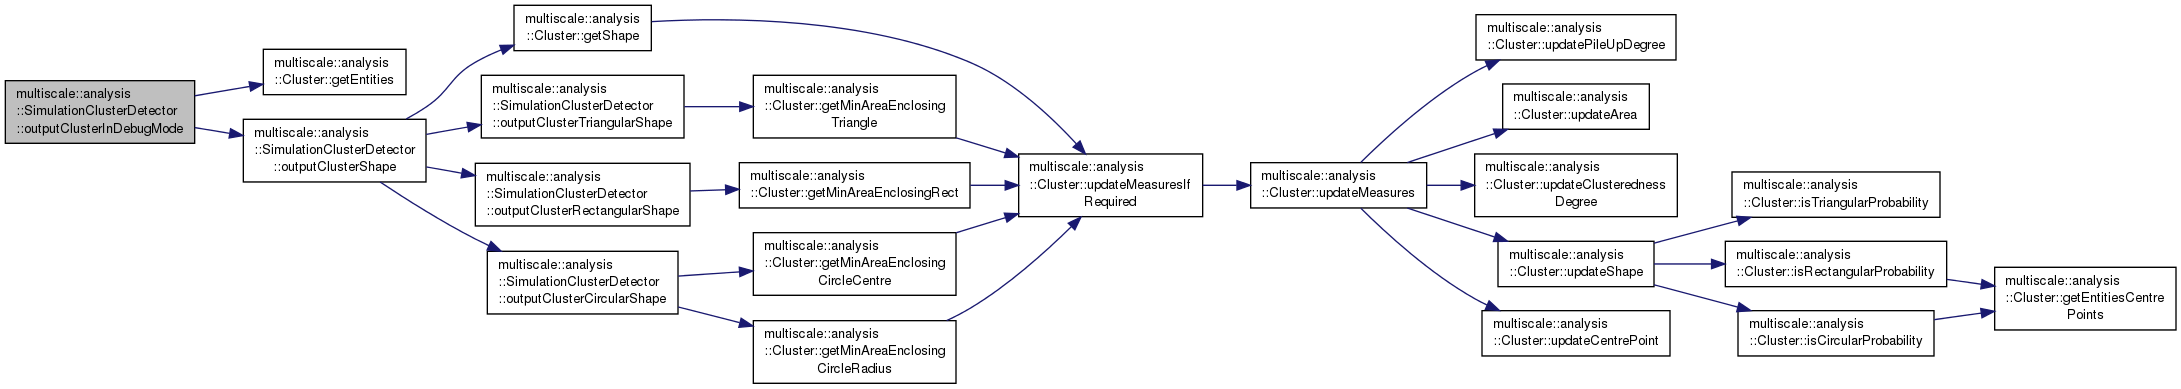 multiscale::analysis
::SimulationClusterDetector
::outputClusterInDebugMode
multiscale::analysis
::Cluster::getEntities
multiscale::analysis
::SimulationClusterDetector
::outputClusterShape
multiscale::analysis
::Cluster::getShape
multiscale::analysis
::SimulationClusterDetector
::outputClusterTriangularShape
multiscale::analysis
::SimulationClusterDetector
::outputClusterRectangularShape
multiscale::analysis
::SimulationClusterDetector
::outputClusterCircularShape
multiscale::analysis
::Cluster::getMinAreaEnclosing
Triangle
multiscale::analysis
::Cluster::getMinAreaEnclosingRect
multiscale::analysis
::Cluster::getMinAreaEnclosing
CircleCentre
multiscale::analysis
::Cluster::getMinAreaEnclosing
CircleRadius
multiscale::analysis
::Cluster::updateMeasuresIf
Required
multiscale::analysis
::Cluster::updateMeasures
multiscale::analysis
::Cluster::updatePileUpDegree
multiscale::analysis
::Cluster::updateArea
multiscale::analysis
::Cluster::updateClusteredness
Degree
multiscale::analysis
::Cluster::updateShape
multiscale::analysis
::Cluster::updateCentrePoint
multiscale::analysis
::Cluster::isTriangularProbability
multiscale::analysis
::Cluster::isRectangularProbability
multiscale::analysis
::Cluster::isCircularProbability
multiscale::analysis
::Cluster::getEntitiesCentre
Points